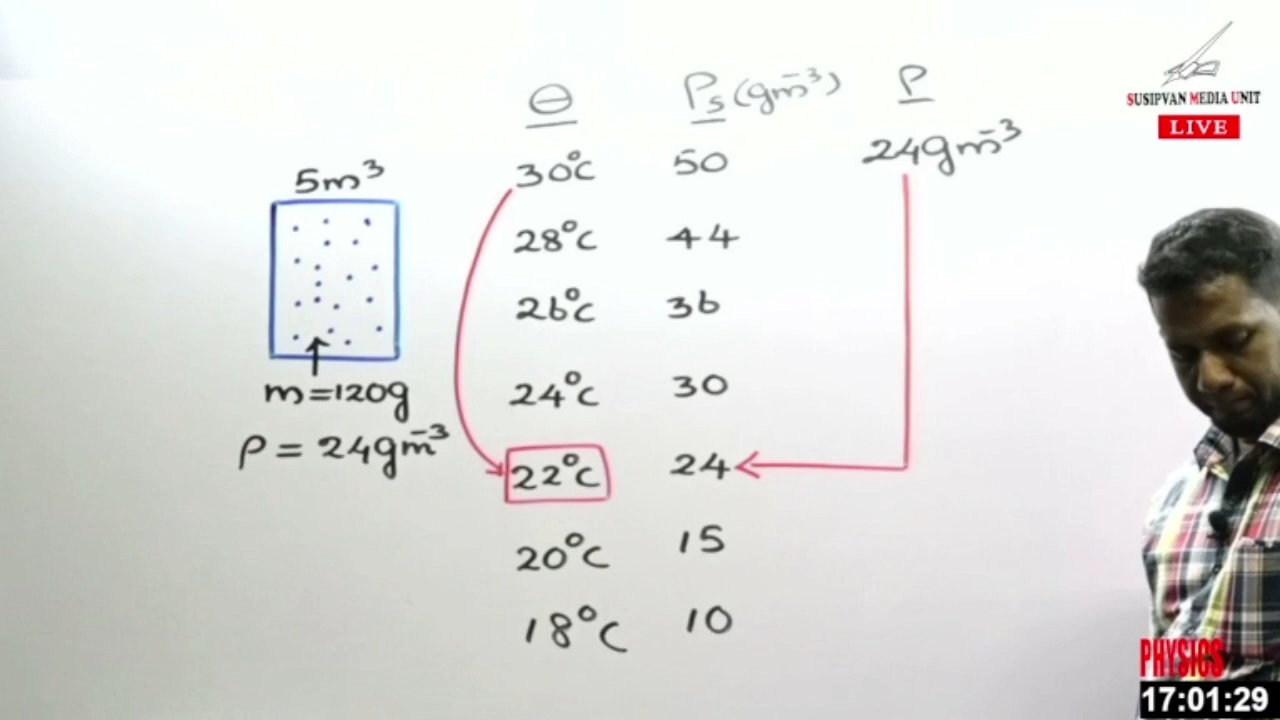 θ Ps (gm⁻³) ρ
30°C 50 24gm⁻³
28°C 44
26°C 36
24°C 30
22°C 24
20°C 15
18°C 10
5m³
m=120g
ρ = 24gm⁻³
SUSIPVAN MEDIA UNIT
LIVE
PHYSICS
17:01:29